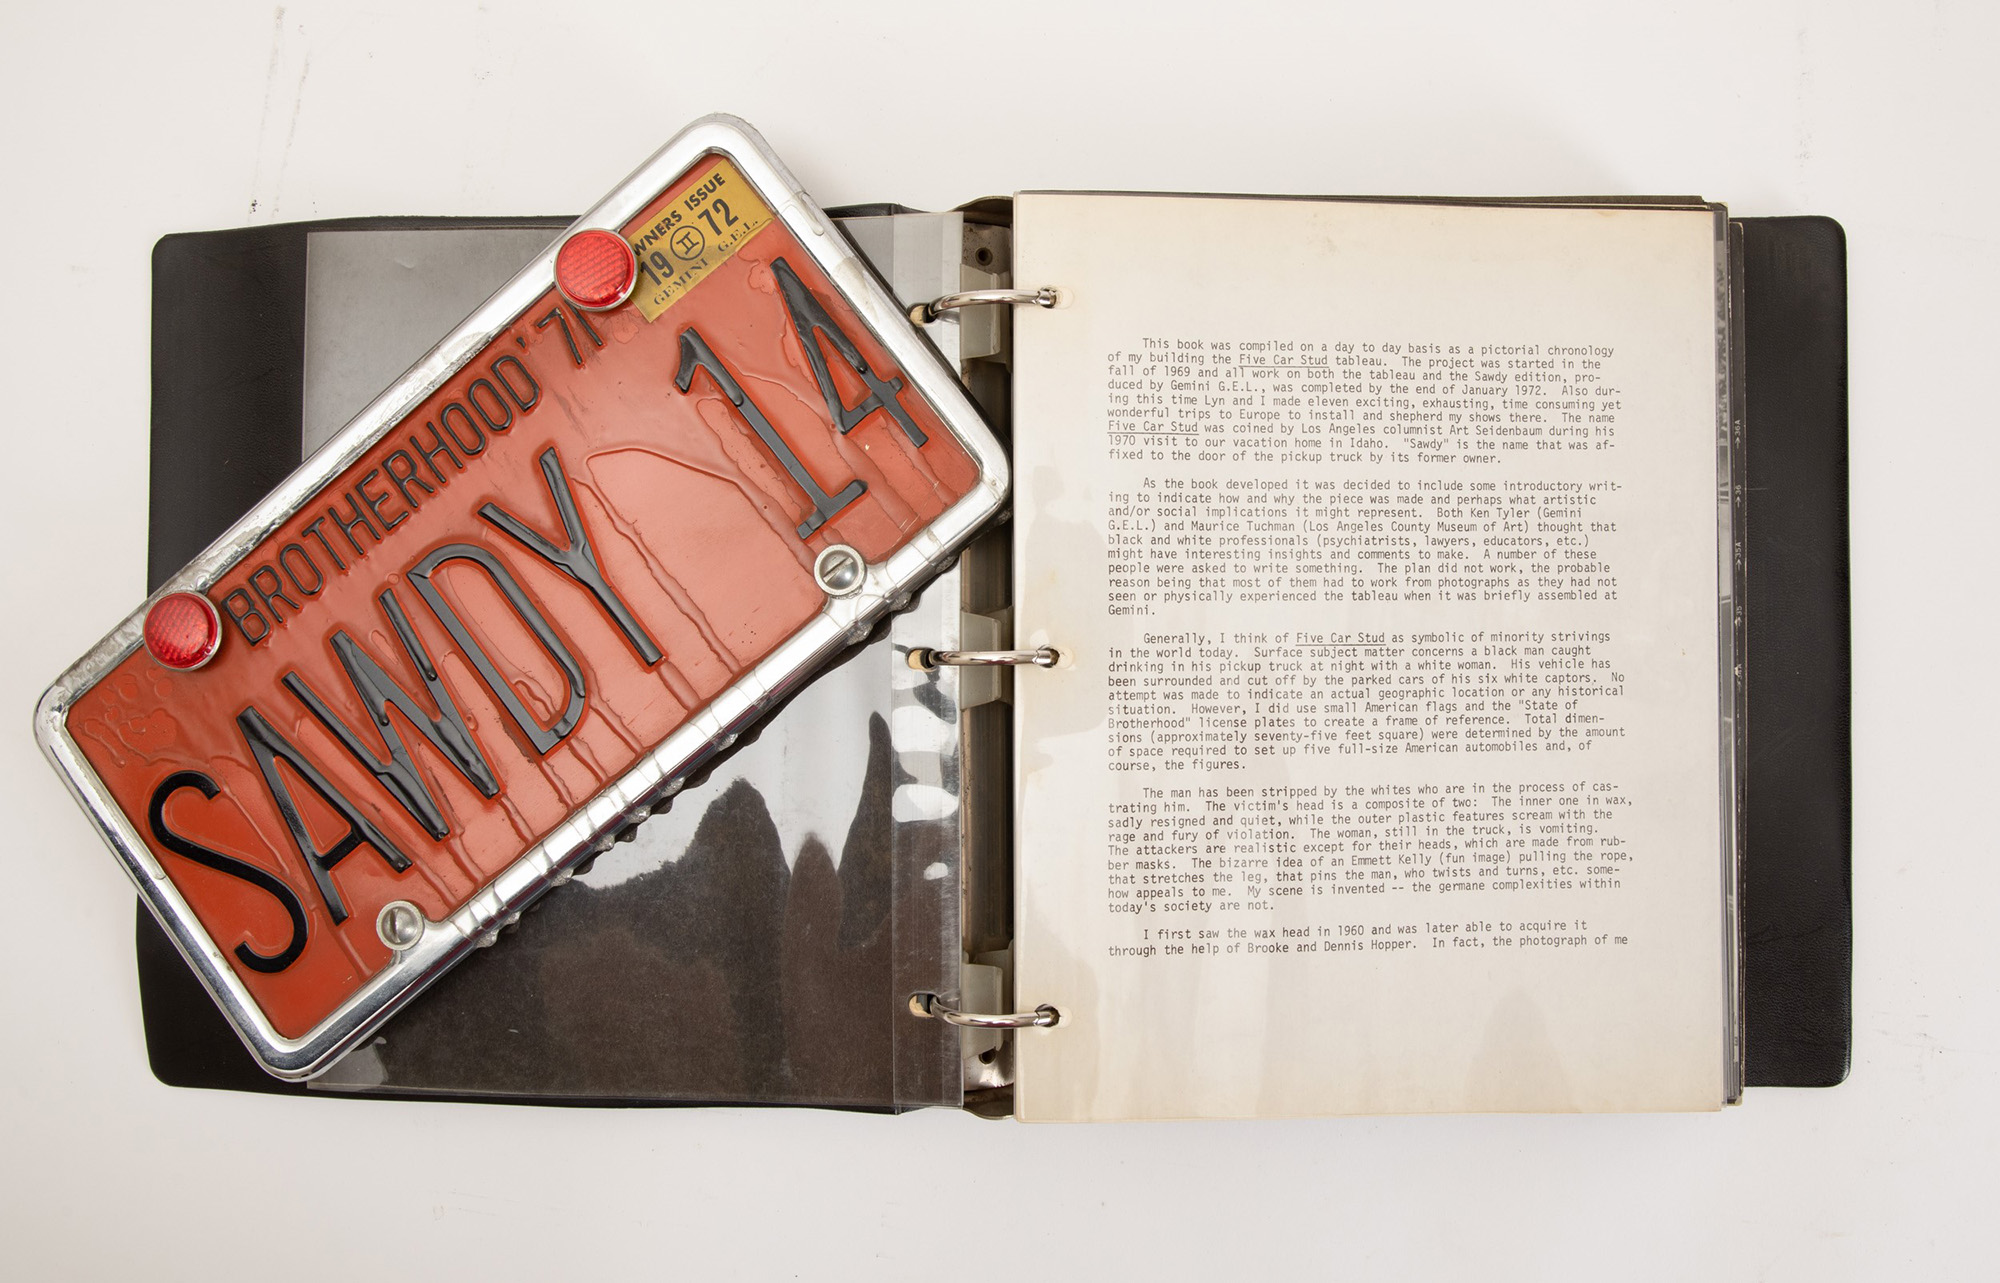 WNERS ISSUE
19 72
GEMINI G.E.L.
BROTHERHOOD '71
SAWDY 14
This book was compiled on a day to day basis as a pictorial chronology
of my building the Five Car Stud tableau. The project was started in the
fall of 1969 and all work on both the tableau and the Sawdy edition, pro-
duced by Gemini G.E.L., was completed by the end of January 1972. Also dur-
ing this time Lyn and I made eleven exciting, exhausting, time consuming yet
wonderful trips to Europe to install and shepherd my shows there. The name
Five Car Stud was coined by Los Angeles columnist Art Seidenbaum during his
1970 visit to our vacation home in Idaho. "Sawdy" is the name that was af-
fixed to the door of the pickup truck by its former owner.
As the book developed it was decided to include some introductory writ-
ing to indicate how and why the piece was made and perhaps what artistic
and/or social implications it might represent. Both Ken Tyler (Gemini
G.E.L.) and Maurice Tuchman (Los Angeles County Museum of Art) thought that
black and white professionals (psychiatrists, lawyers, educators, etc.)
might have interesting insights and comments to make. A number of these
people were asked to write something. The plan did not work, the probable
reason being that most of them had to work from photographs as they had not
seen or physically experienced the tableau when it was briefly assembled at
Gemini.
Generally, I think of Five Car Stud as symbolic of minority strivings
in the world today. Surface subject matter concerns a black man caught
drinking in his pickup truck at night with a white woman. His vehicle has
been surrounded and cut off by the parked cars of his six white captors. No
attempt was made to indicate an actual geographic location or any historical
situation. However, I did use small American flags and the "State of
Brotherhood" license plates to create a frame of reference. Total dimen-
sions (approximately seventy-five feet square) were determined by the amount
of space required to set up five full-size American automobiles and, of
course, the figures.
The man has been stripped by the whites who are in the process of cas-
trating him. The victim's head is a composite of two: The inner one in wax,
sadly resigned and quiet, while the outer plastic features scream with the
rage and fury of violation. The woman, still in the truck, is vomiting.
The attackers are realistic except for their heads, which are made from rub-
ber masks. The bizarre idea of an Emmett Kelly (fun image) pulling the rope,
that stretches the leg, that pins the man, who twists and turns, etc. some-
how appeals to me. My scene is invented -- the germane complexities within
today's society are not.
I first saw the wax head in 1960 and was later able to acquire it
through the help of Brooke and Dennis Hopper. In fact, the photograph of me
36A
36
35A
35